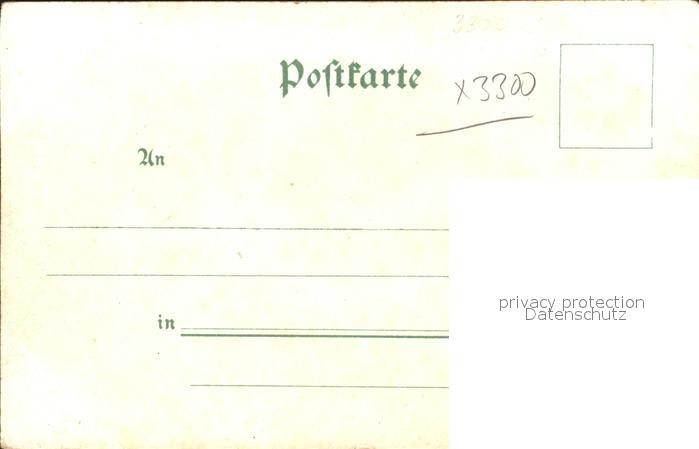 3300
Postkarte
x3300
An
in
privacy protection
Datenschutz